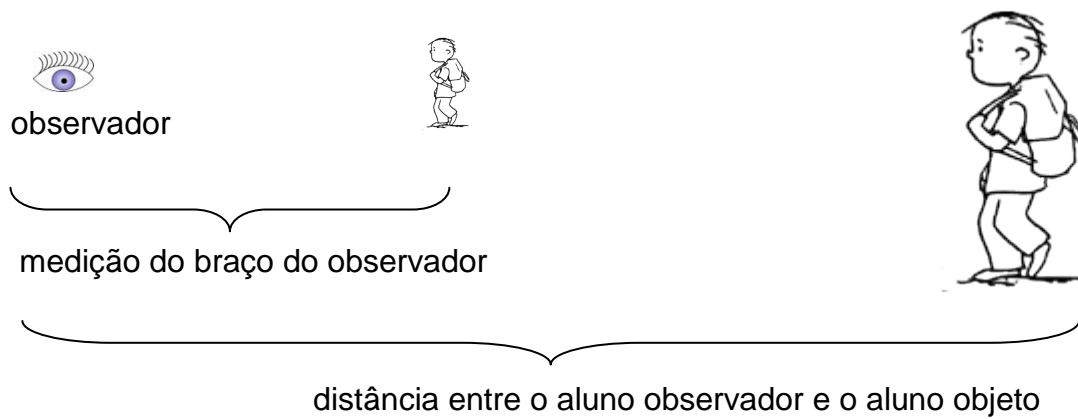 observador
medição do braço do observador
distância entre o aluno observador e o aluno objeto